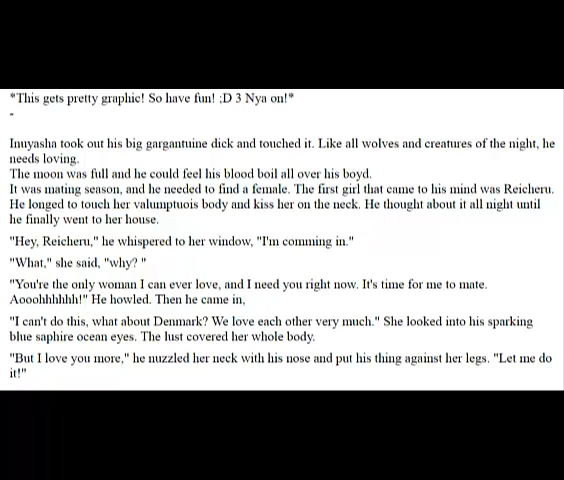 *This gets pretty graphic! So have fun! ;D 3 Nya on!*
-
Inuyasha took out his big gargantuine dick and touched it. Like all wolves and creatures of the night, he
needs loving.
The moon was full and he could feel his blood boil all over his boyd.
It was mating season, and he needed to find a female. The first girl that came to his mind was Reicheru.
He longed to touch her valumptuois body and kiss her on the neck. He thought about it all night until
he finally went to her house.
"Hey, Reicheru," he whispered to her window, "I'm comming in."
"What," she said, "why? "
"You're the only woman I can ever love, and I need you right now. It's time for me to mate.
Aooohhhhhh!" He howled. Then he came in,
"I can't do this, what about Denmark? We love each other very much." She looked into his sparking
blue saphire ocean eyes. The lust covered her whole body.
"But I love you more," he nuzzled her neck with his nose and put his thing against her legs. "Let me do
it!"